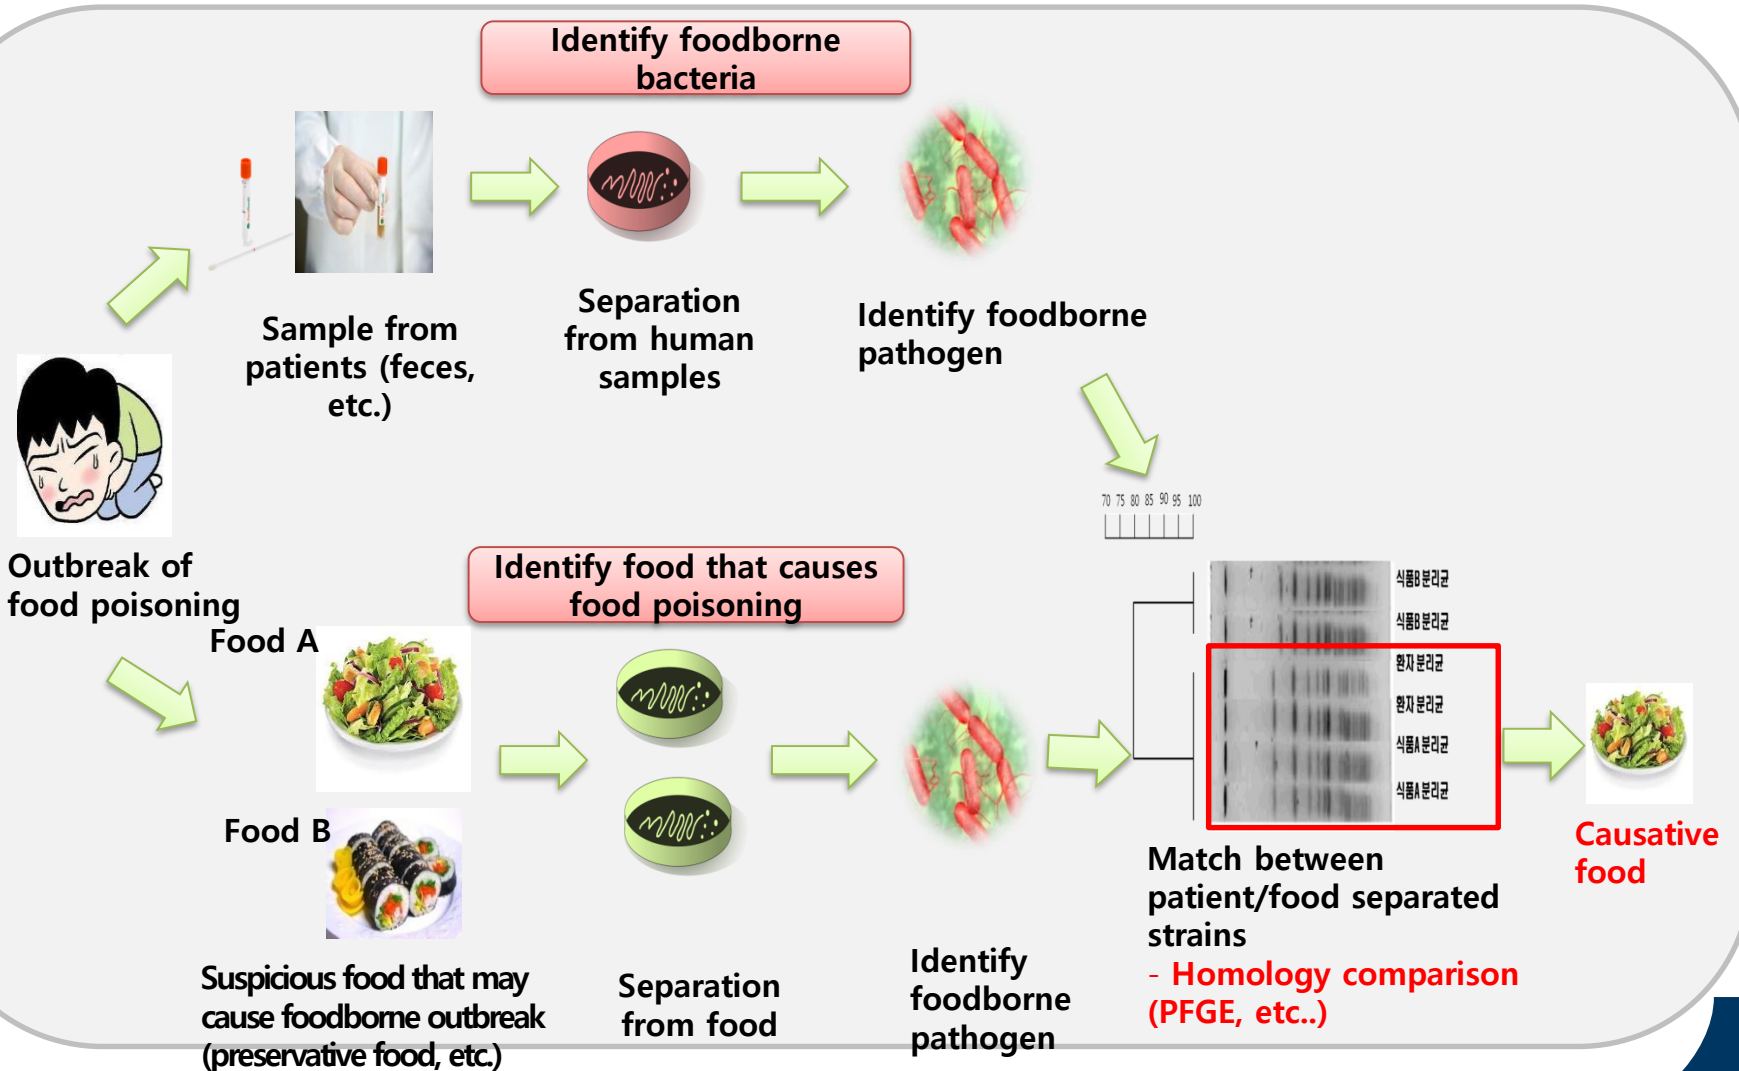 Identify foodborne
bacteria
Sample from
patients (feces,
etc.)
Separation
from human
samples
Identify foodborne
pathogen
Outbreak of
food poisoning
Identify food that causes
food poisoning
Food A
Food B
Suspicious food that may
cause foodborne outbreak
(preservative food, etc.)
Separation
from food
Identify
foodborne
pathogen
70 75 80 85 90 95 100
식품B분리균
식품B분리균
환자분리균
환자분리균
식품A분리균
식품A분리균
Match between
patient/food separated
strains
- Homology comparison
(PFGE, etc..)
Causative
food